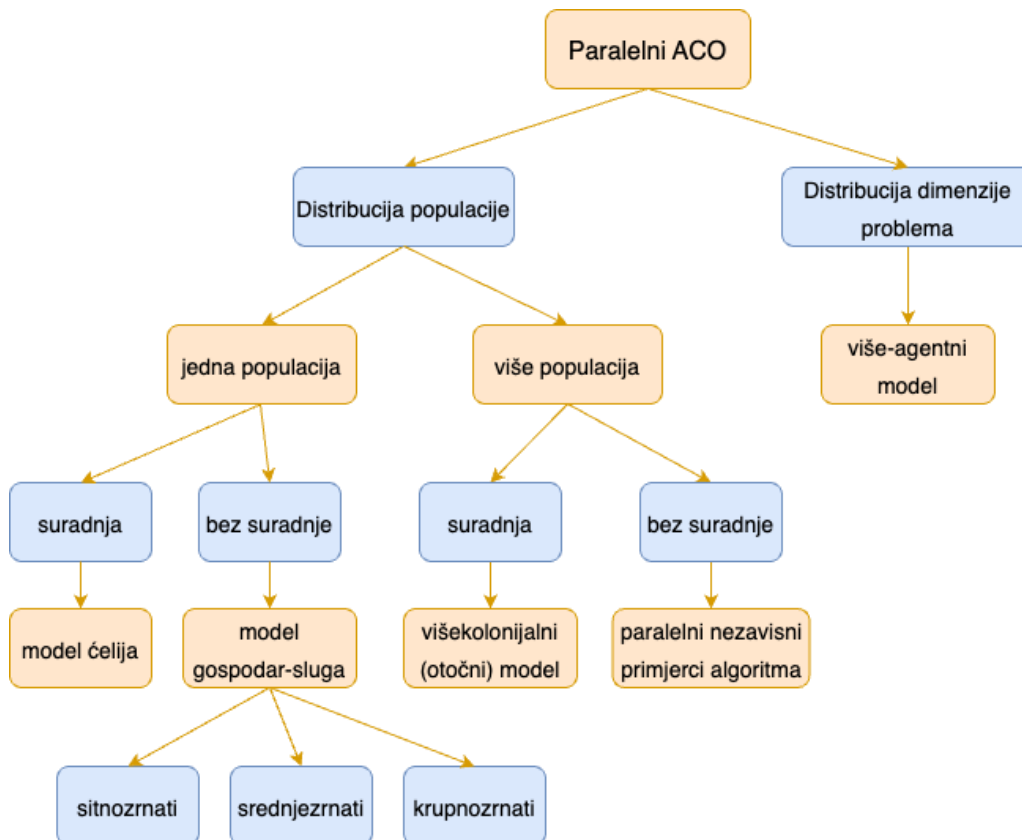 Paralelni ACO
Distribucija populacije
Distribucija dimenzije
problema
jedna populacija
više populacija
više-agentni
model
suradnja
bez suradnje
suradnja
bez suradnje
model ćelija
model
gospodar-sluga
višekolonijalni
(otočni) model
paralelni nezavisni
primjerci algoritma
sitnozrnati
srednjezrnati
krupnozrnati